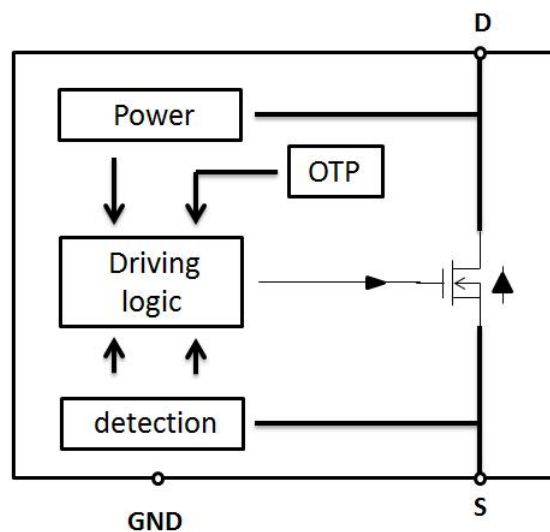 D
Power
OTP
Driving
logic
detection
GND
S